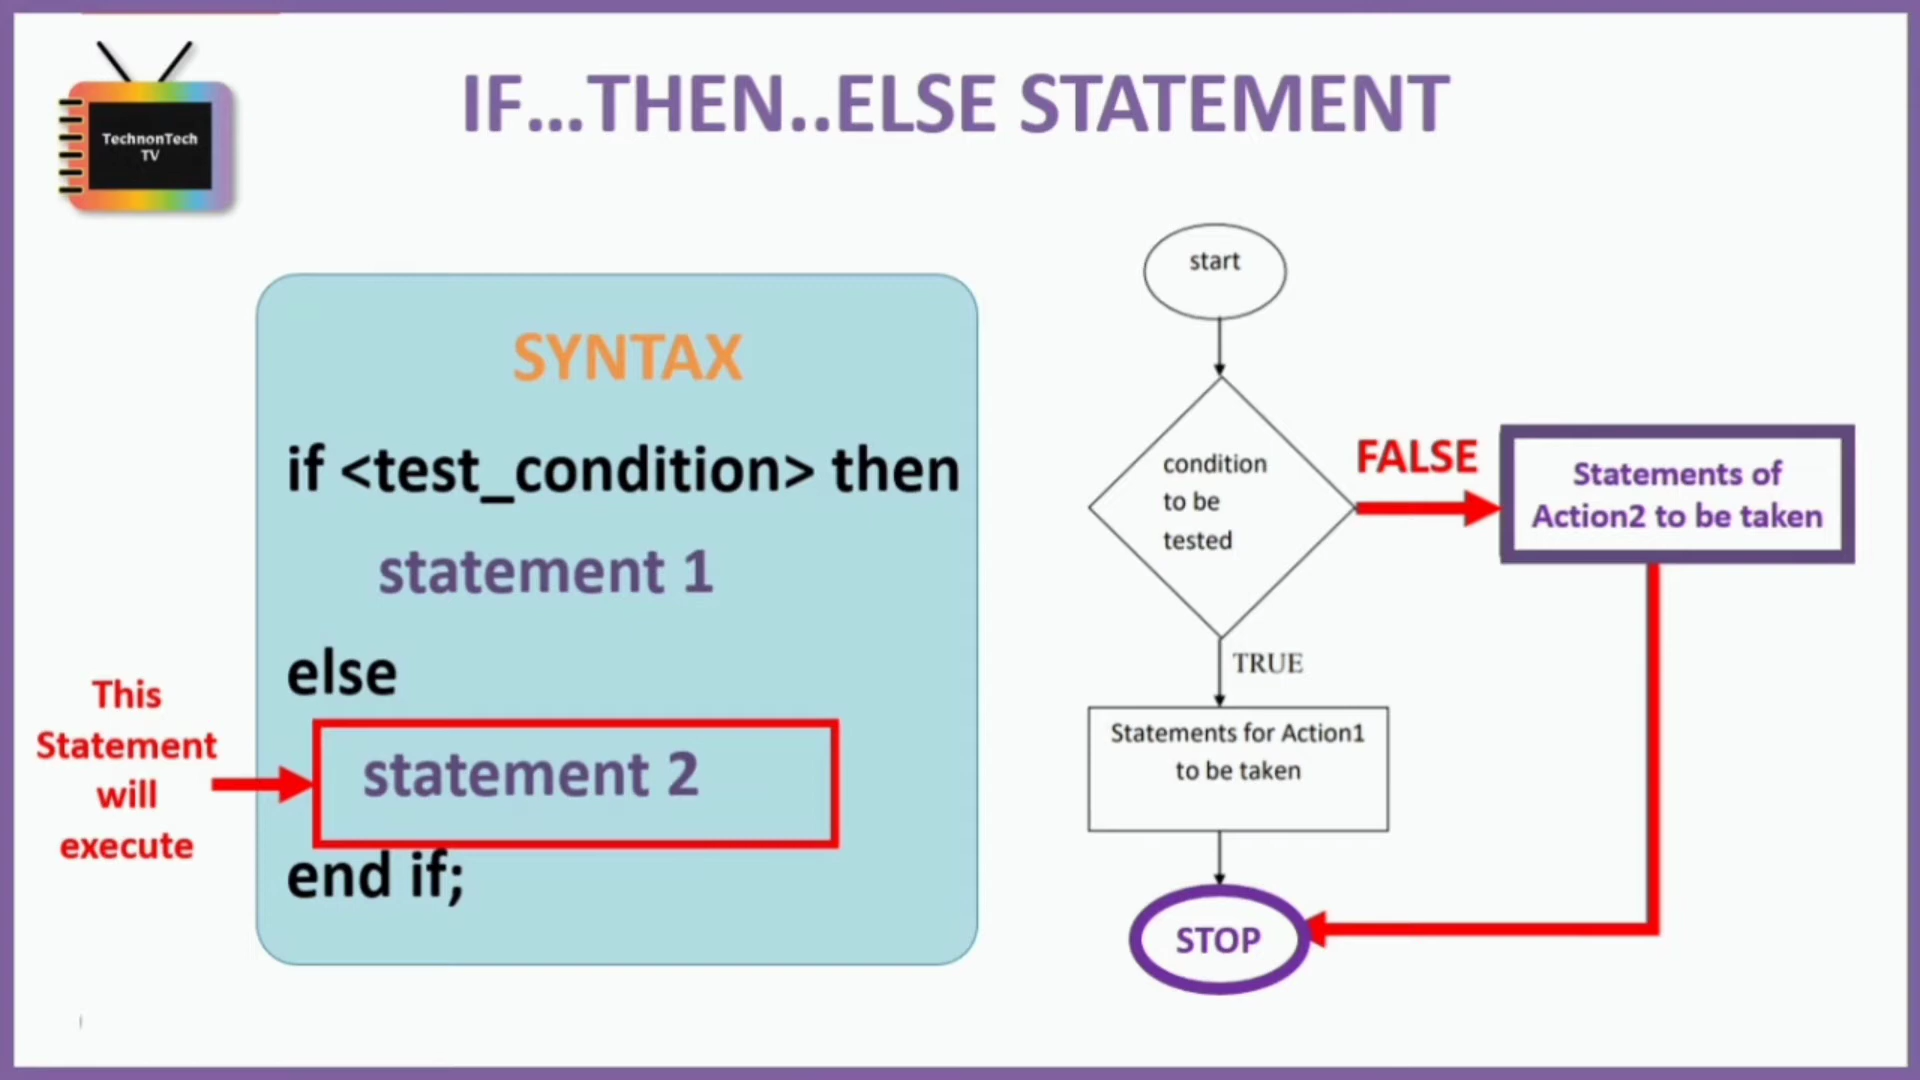 TechnonTech
TV
IF...THEN..ELSE STATEMENT
SYNTAX
if <test_condition> then
statement 1
else
statement 2
end if;
This
Statement
will
execute
start
condition
to be
tested
FALSE
Statements of
Action2 to be taken
TRUE
Statements for Action1
to be taken
STOP